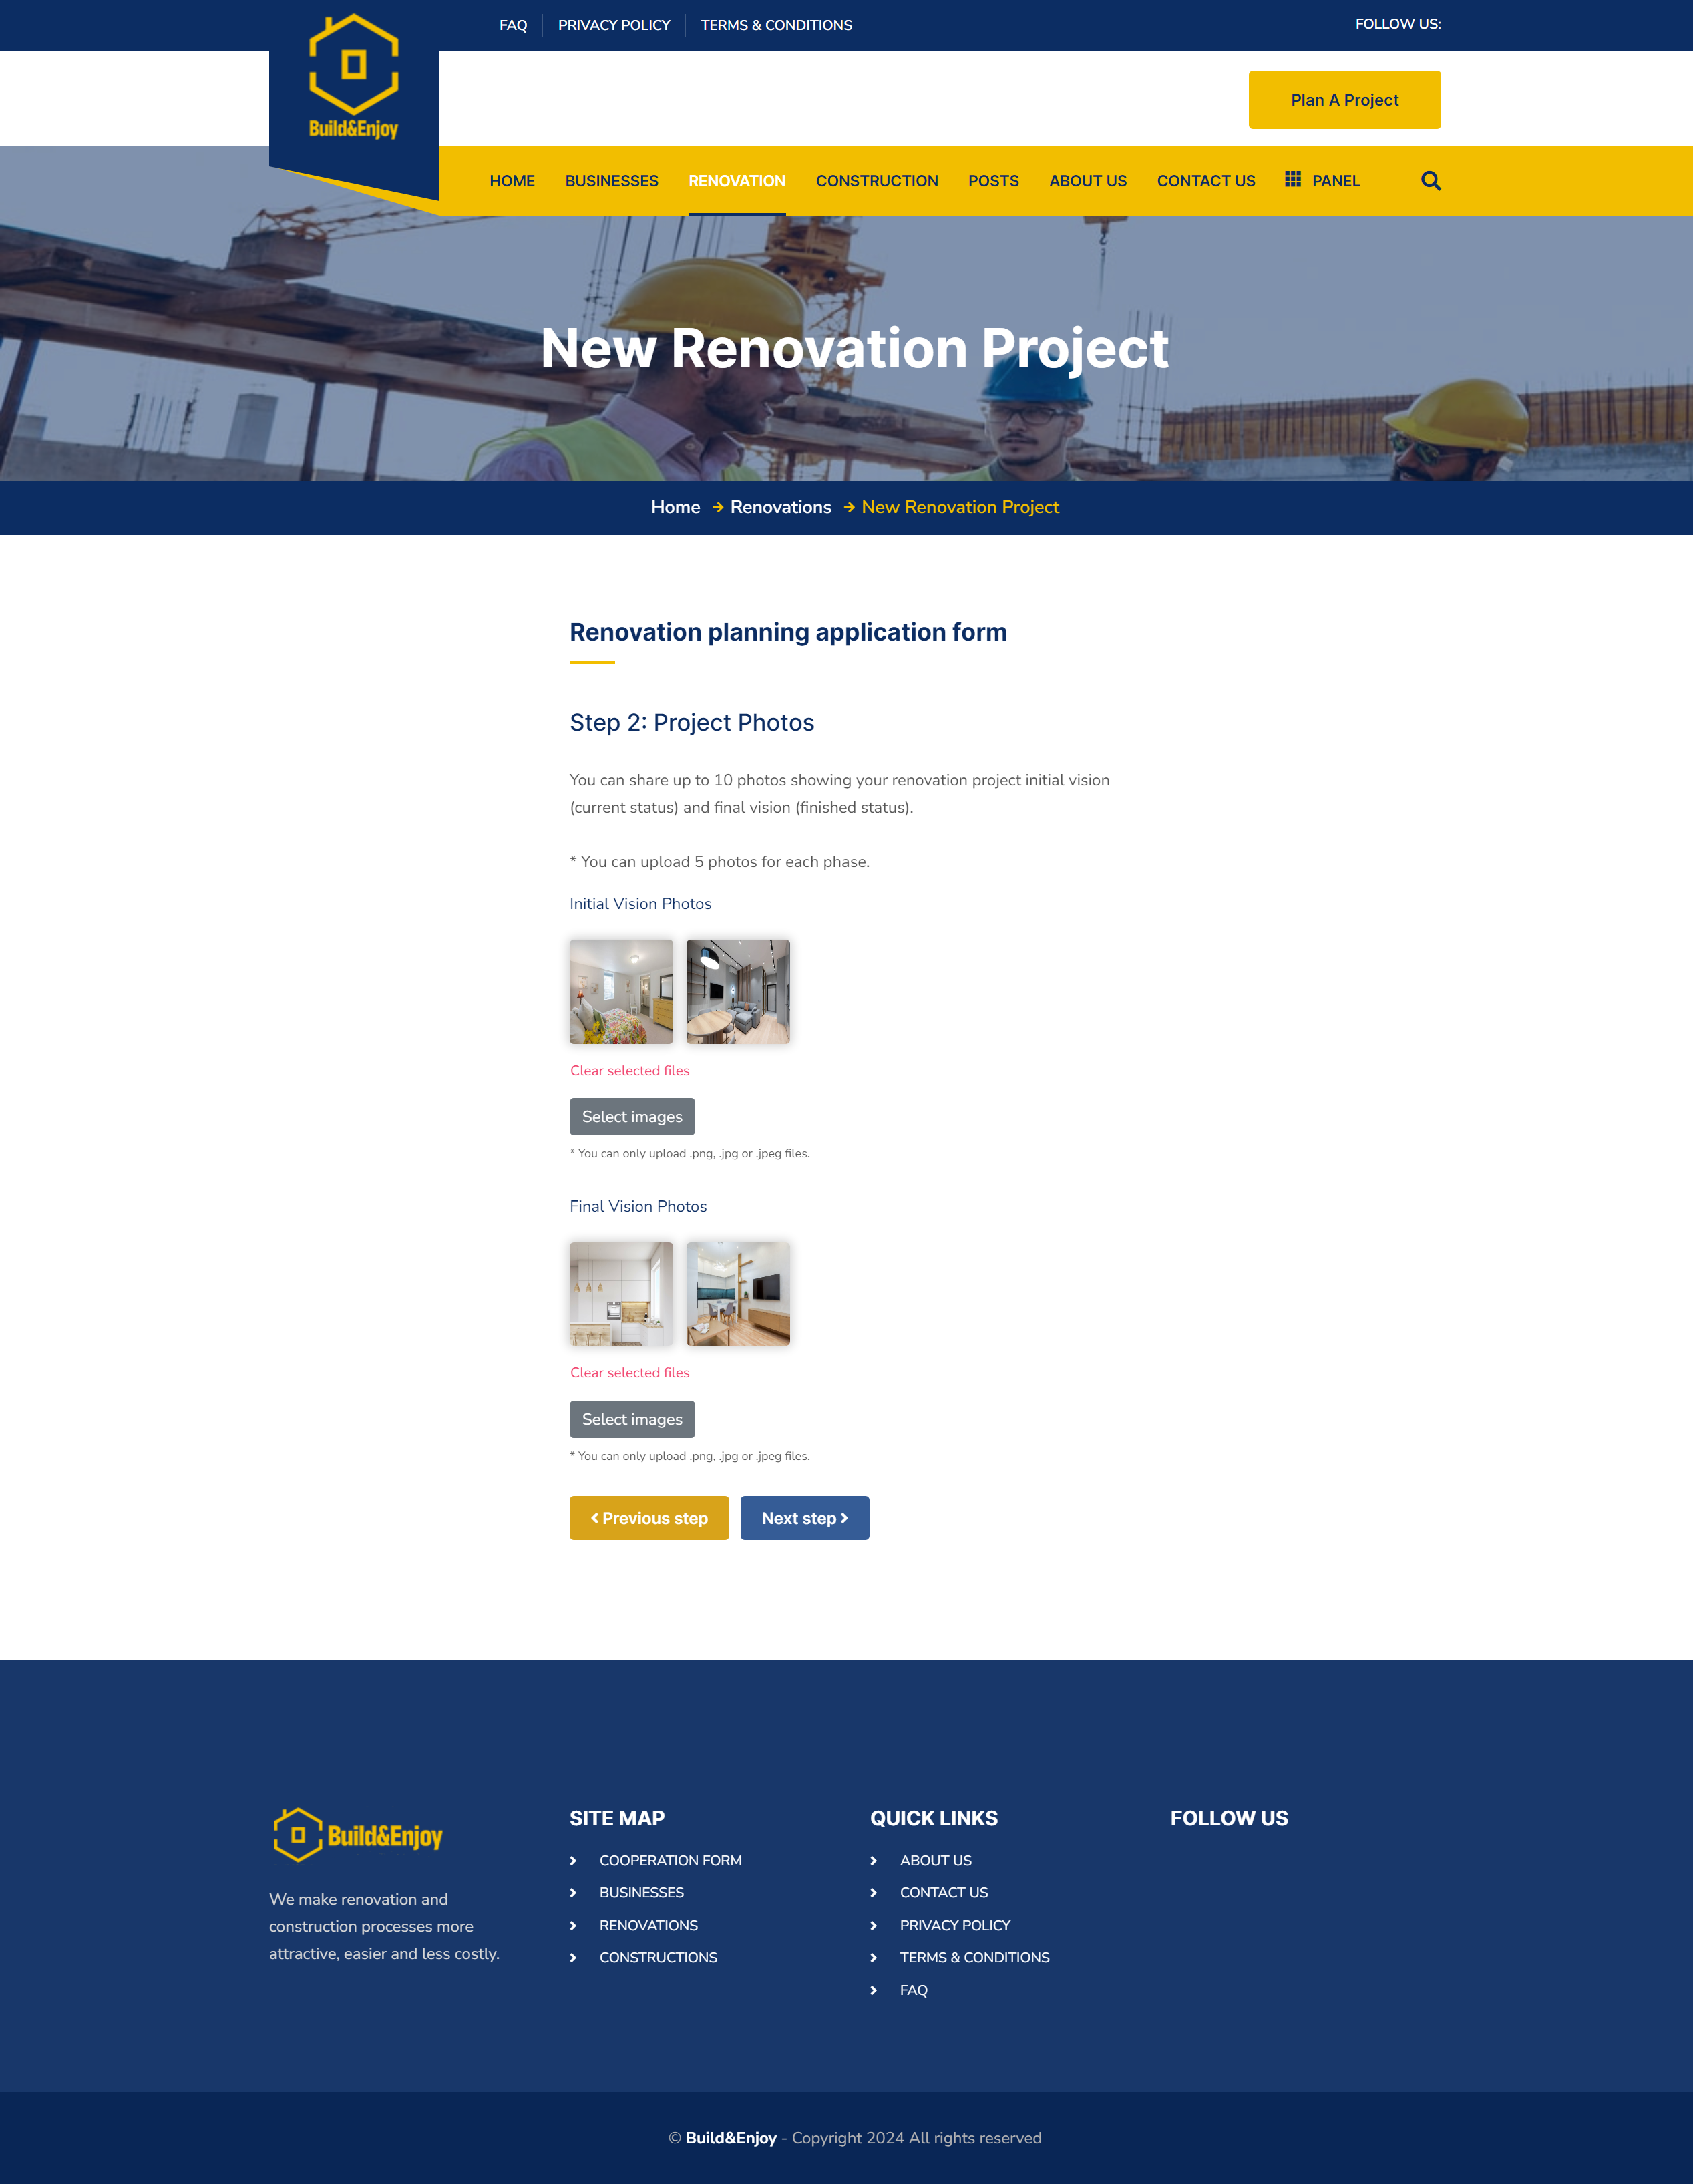 FAQ
PRIVACY POLICY
TERMS & CONDITIONS
FOLLOW US:
Build&Enjoy
Plan A Project
HOME
BUSINESSES
RENOVATION
CONSTRUCTION
POSTS
ABOUT US
CONTACT US
PANEL
New Renovation Project
Home
Renovations
New Renovation Project
Renovation planning application form
Step 2: Project Photos
You can share up to 10 photos showing your renovation project initial vision
(current status) and final vision (finished status).
* You can upload 5 photos for each phase.
Initial Vision Photos
Clear selected files
Select images
* You can only upload .png, .jpg or .jpeg files.
Final Vision Photos
Clear selected files
Select images
* You can only upload .png, .jpg or .jpeg files.
Previous step
Next step
Build&Enjoy
We make renovation and
construction processes more
attractive, easier and less costly.
SITE MAP
COOPERATION FORM
BUSINESSES
RENOVATIONS
CONSTRUCTIONS
QUICK LINKS
ABOUT US
CONTACT US
PRIVACY POLICY
TERMS & CONDITIONS
FAQ
FOLLOW US
© Build&Enjoy - Copyright 2024 All rights reserved